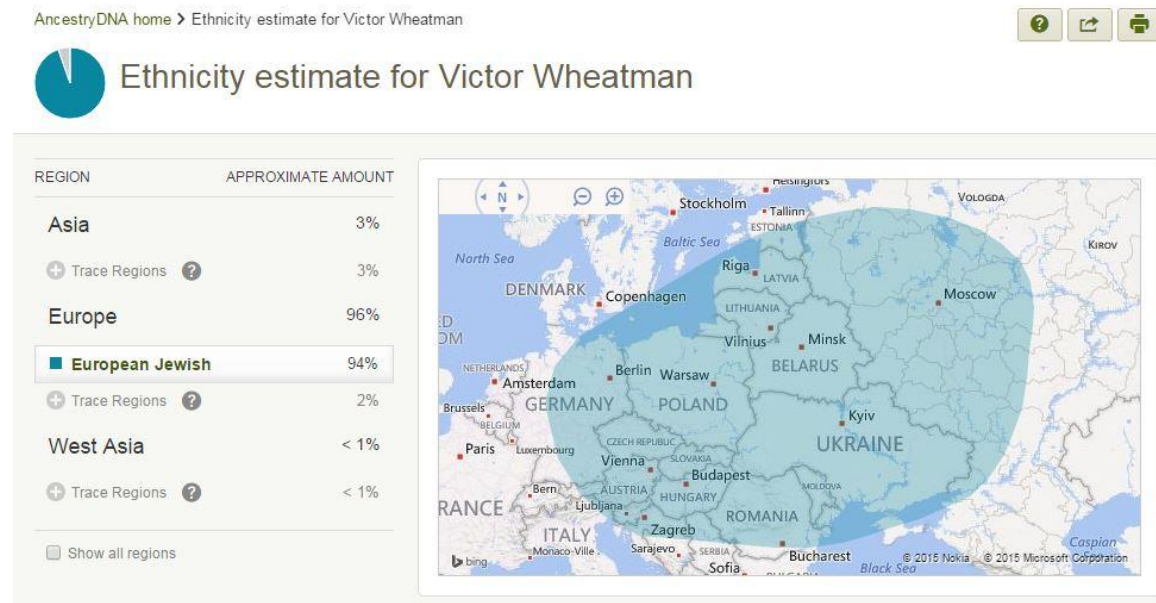 AncestryDNA home > Ethnicity estimate for Victor Wheatman
Ethnicity estimate for Victor Wheatman
REGION APPROXIMATE AMOUNT
Asia 3%
Trace Regions ? 3%
Europe 96%
European Jewish 94%
Trace Regions ? 2%
West Asia < 1%
Trace Regions ? < 1%
Show all regions
N
Helsingfors
Stockholm
VOLOGDA
Tallinn
ESTONIA
Baltic Sea
KIROV
North Sea
Riga
LATVIA
DENMARK
Copenhagen
Moscow
LITHUANIA
Vilnius
Minsk
NETHERLANDS
Berlin
Warsaw
BELARUS
Amsterdam
GERMANY
POLAND
Brussels
BELGIUM
Kyiv
Paris
Luxembourg
CZECH REPUBLIC
UKRAINE
Vienna
SLOVAKIA
Budapest
Bern
AUSTRIA
HUNGARY
MOLDOVA
RANCE
Ljubljana
ROMANIA
Zagreb
ITALY
Monaco-Ville
Sarajevo
SERBIA
Bucharest
Caspian
bing
Sofia
Black Sea
© 2015 Nokia © 2015 Microsoft Corporation